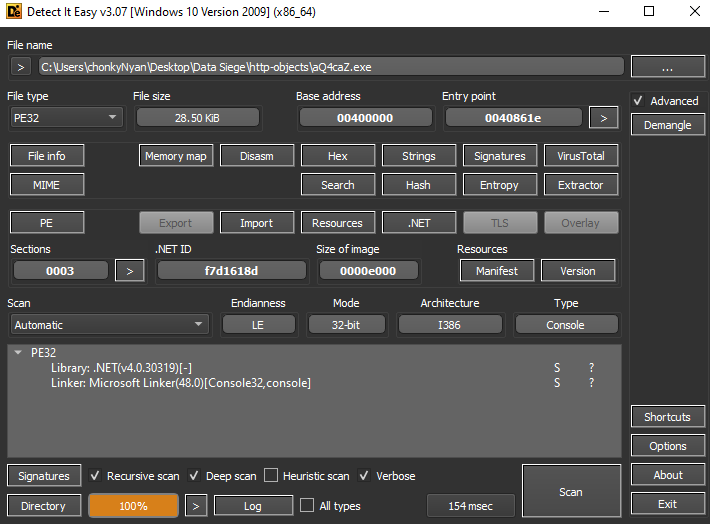 Detect It Easy v3.07 [Windows 10 Version 2009] (x86_64)
File name
> C:\Users\chonkyNyan\Desktop\Data Siege\http-objects\aQ4caZ.exe ...
File type File size Base address Entry point Advanced
PE32 28.50 KiB 00400000 0040861e > Demangle
File info Memory map Disasm Hex Strings Signatures VirusTotal
MIME Search Hash Entropy Extractor
PE Export Import Resources .NET TLS Overlay
Sections .NET ID Size of image Resources
0003 > f7d1618d 0000e000 Manifest Version
Scan Endianness Mode Architecture Type
Automatic LE 32-bit I386 Console
PE32
Library: .NET(v4.0.30319)[-] S ?
Linker: Microsoft Linker(48.0)[Console32,console] S ?
Shortcuts
Options
Signatures Recursive scan Deep scan Heuristic scan Verbose Scan About
Directory 100% > Log All types 154 msec Exit